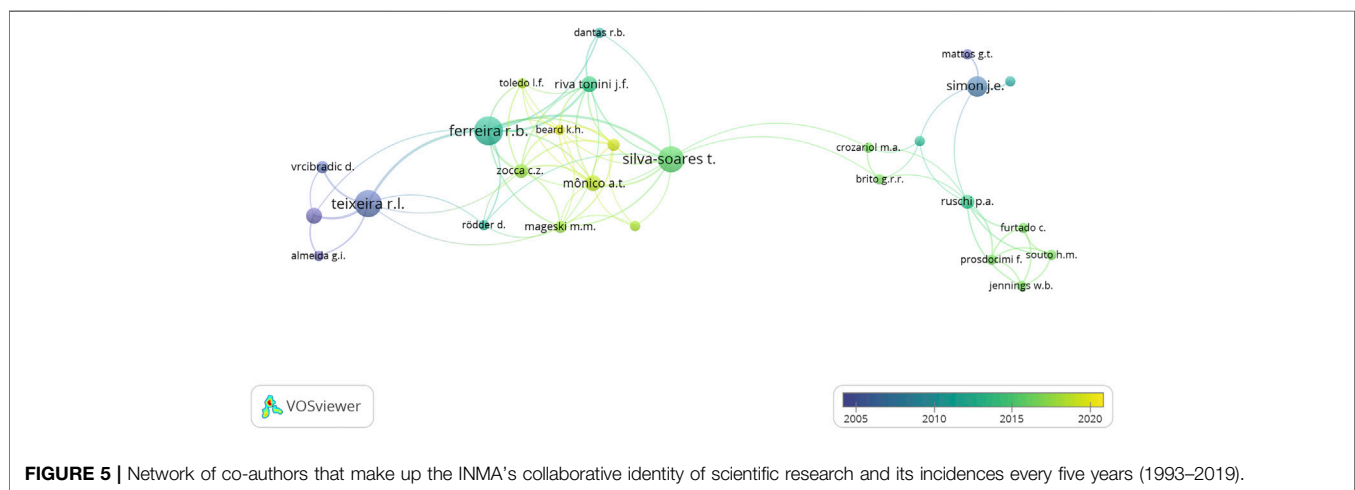 dantas r.b.
mattos g.t.
toledo l.f.
riva tonini j.f.
simon j.e.
ferreira r.b.
beard k.h.
crozariol m.a.
silva-soares t.
vrcibradic d.
zocca c.z.
brito g.r.r.
mônico a.t.
teixeira r.l.
ruschi p.a.
rödder d.
mageski m.m.
furtado c.
almeida g.i.
prosdocimi f.
souto h.m.
jennings w.b.
VOSviewer
2005 2010 2015 2020
FIGURE 5 | Network of co-authors that make up the INMA's collaborative identity of scientific research and its incidences every five years (1993–2019).